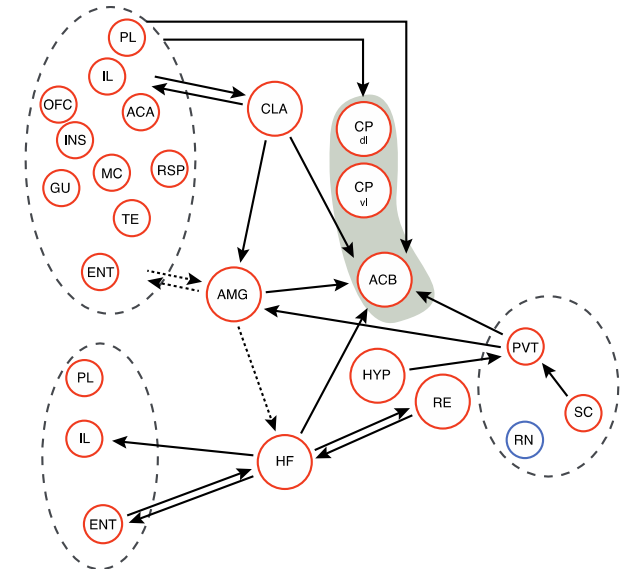 PL
IL
OFC
ACA
INS
MC
RSP
GU
TE
ENT
CLA
CP
dl
CP
vl
ACB
AMG
PVT
HYP
RE
SC
RN
PL
IL
HF
ENT